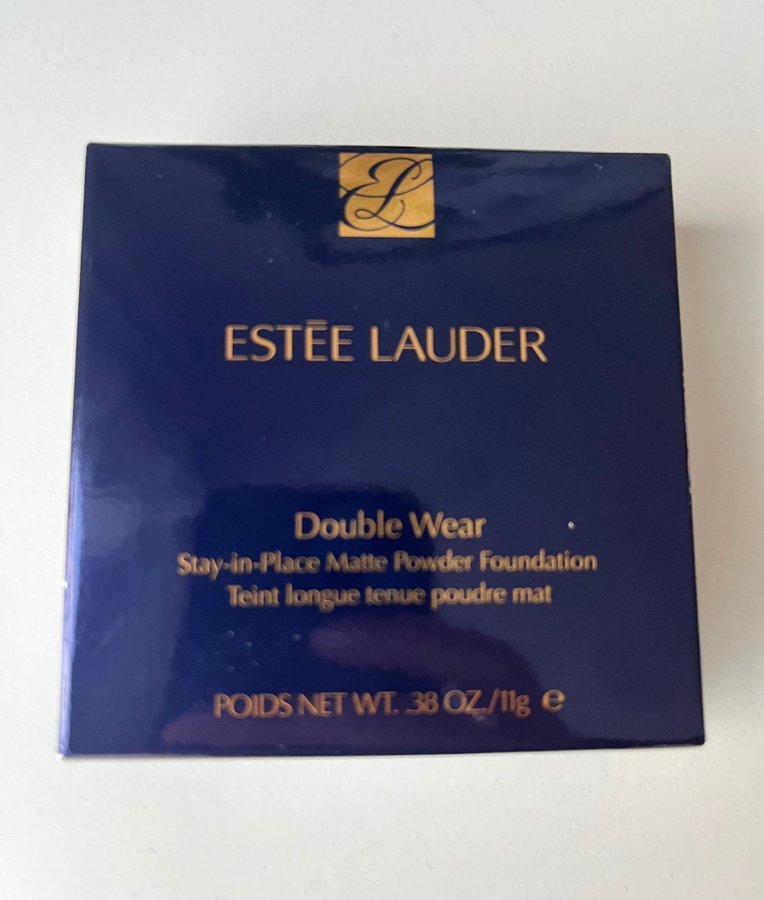 EL
ESTĒE LAUDER
Double Wear
Stay-in-Place Matte Powder Foundation
Teint longue tenue poudre mat
POIDS NET WT. .38 OZ./11g ℮